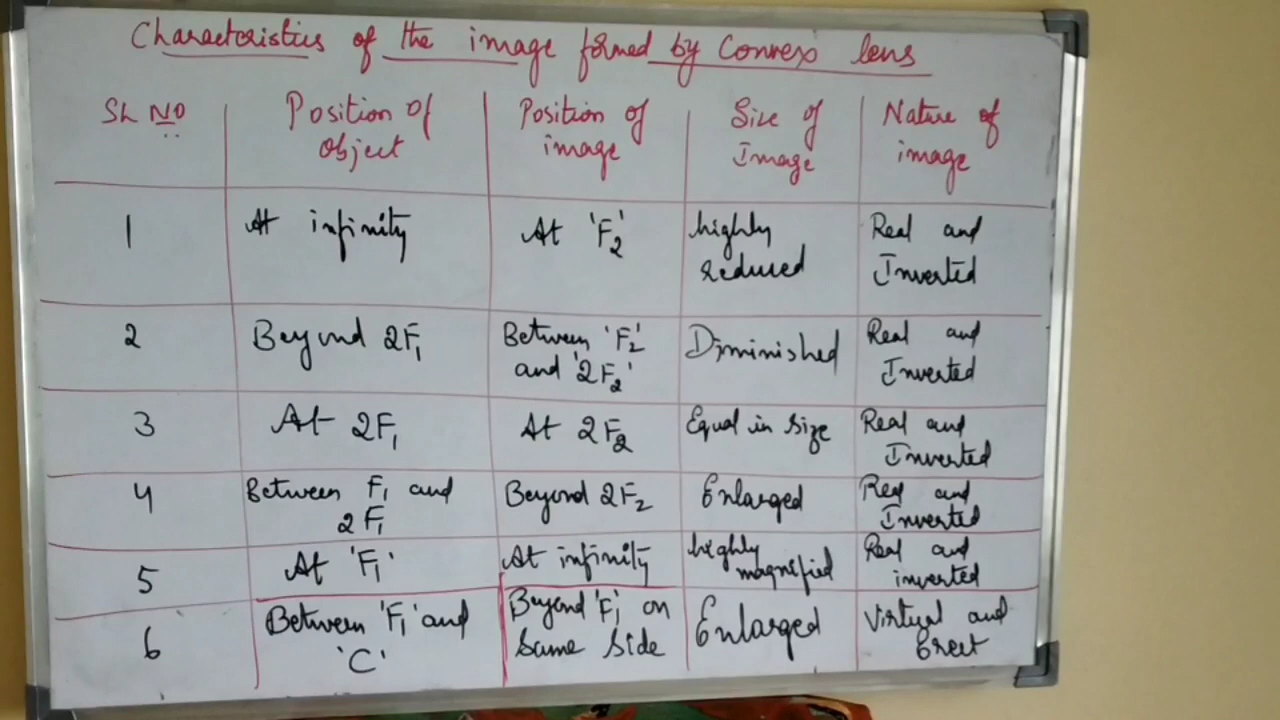 Characteristics of the image formed by Convex lens
SL NO
Position of object
Position of image
Size of Image
Nature of image
1
At infinity
At 'F2'
highly reduced
Real and Inverted
2
Beyond 2F1
Between 'F2' and '2F2'
Diminished
Real and Inverted
3
At 2F1
At 2F2
Equal in size
Real and Inverted
4
Between F1 and 2F1
Beyond 2F2
Enlarged
Real and Inverted
5
At 'F1'
At infinity
highly magnified
Real and inverted
6
Between 'F1' and 'C'
Beyond 'F1 on Same Side
Enlarged
Virtual and Erect